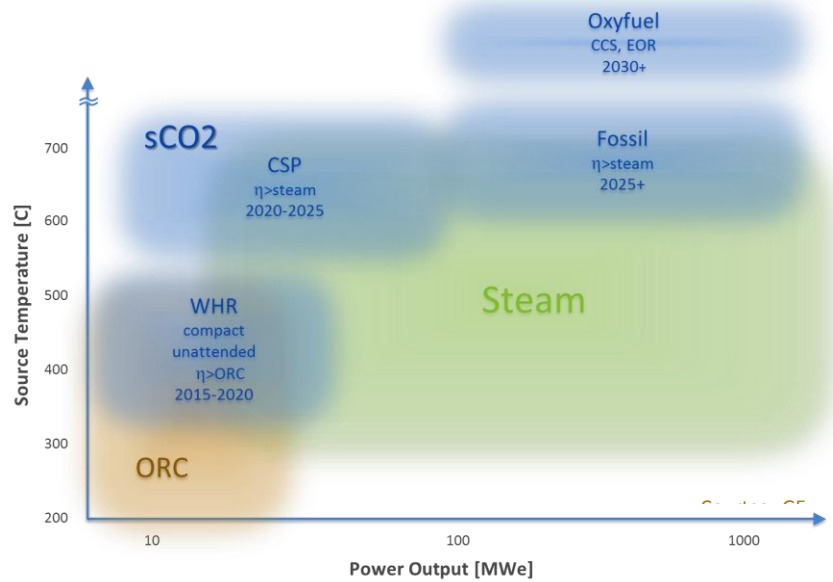 Oxyfuel
CCS, EOR
2030+
sCO2
CSP
η>steam
2020-2025
Fossil
η>steam
2025+
WHR
compact
unattended
η>ORC
2015-2020
Steam
ORC
Source Temperature [C]
700
600
500
400
300
200
10
100
1000
Power Output [MWe]